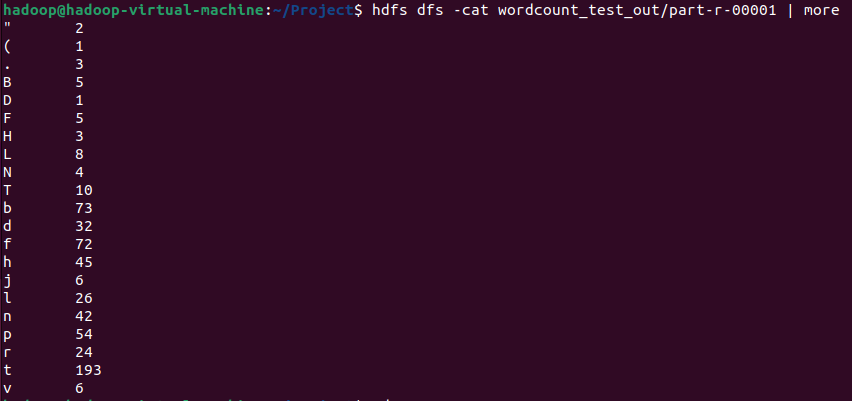 hadoop@hadoop-virtual-machine:~/Project$ hdfs dfs -cat wordcount_test_out/part-r-00001 | more
"	2
(	1
.	3
B	5
D	1
F	5
H	3
L	8
N	4
T	10
b	73
d	32
f	72
h	45
j	6
l	26
n	42
p	54
r	24
t	193
v	6